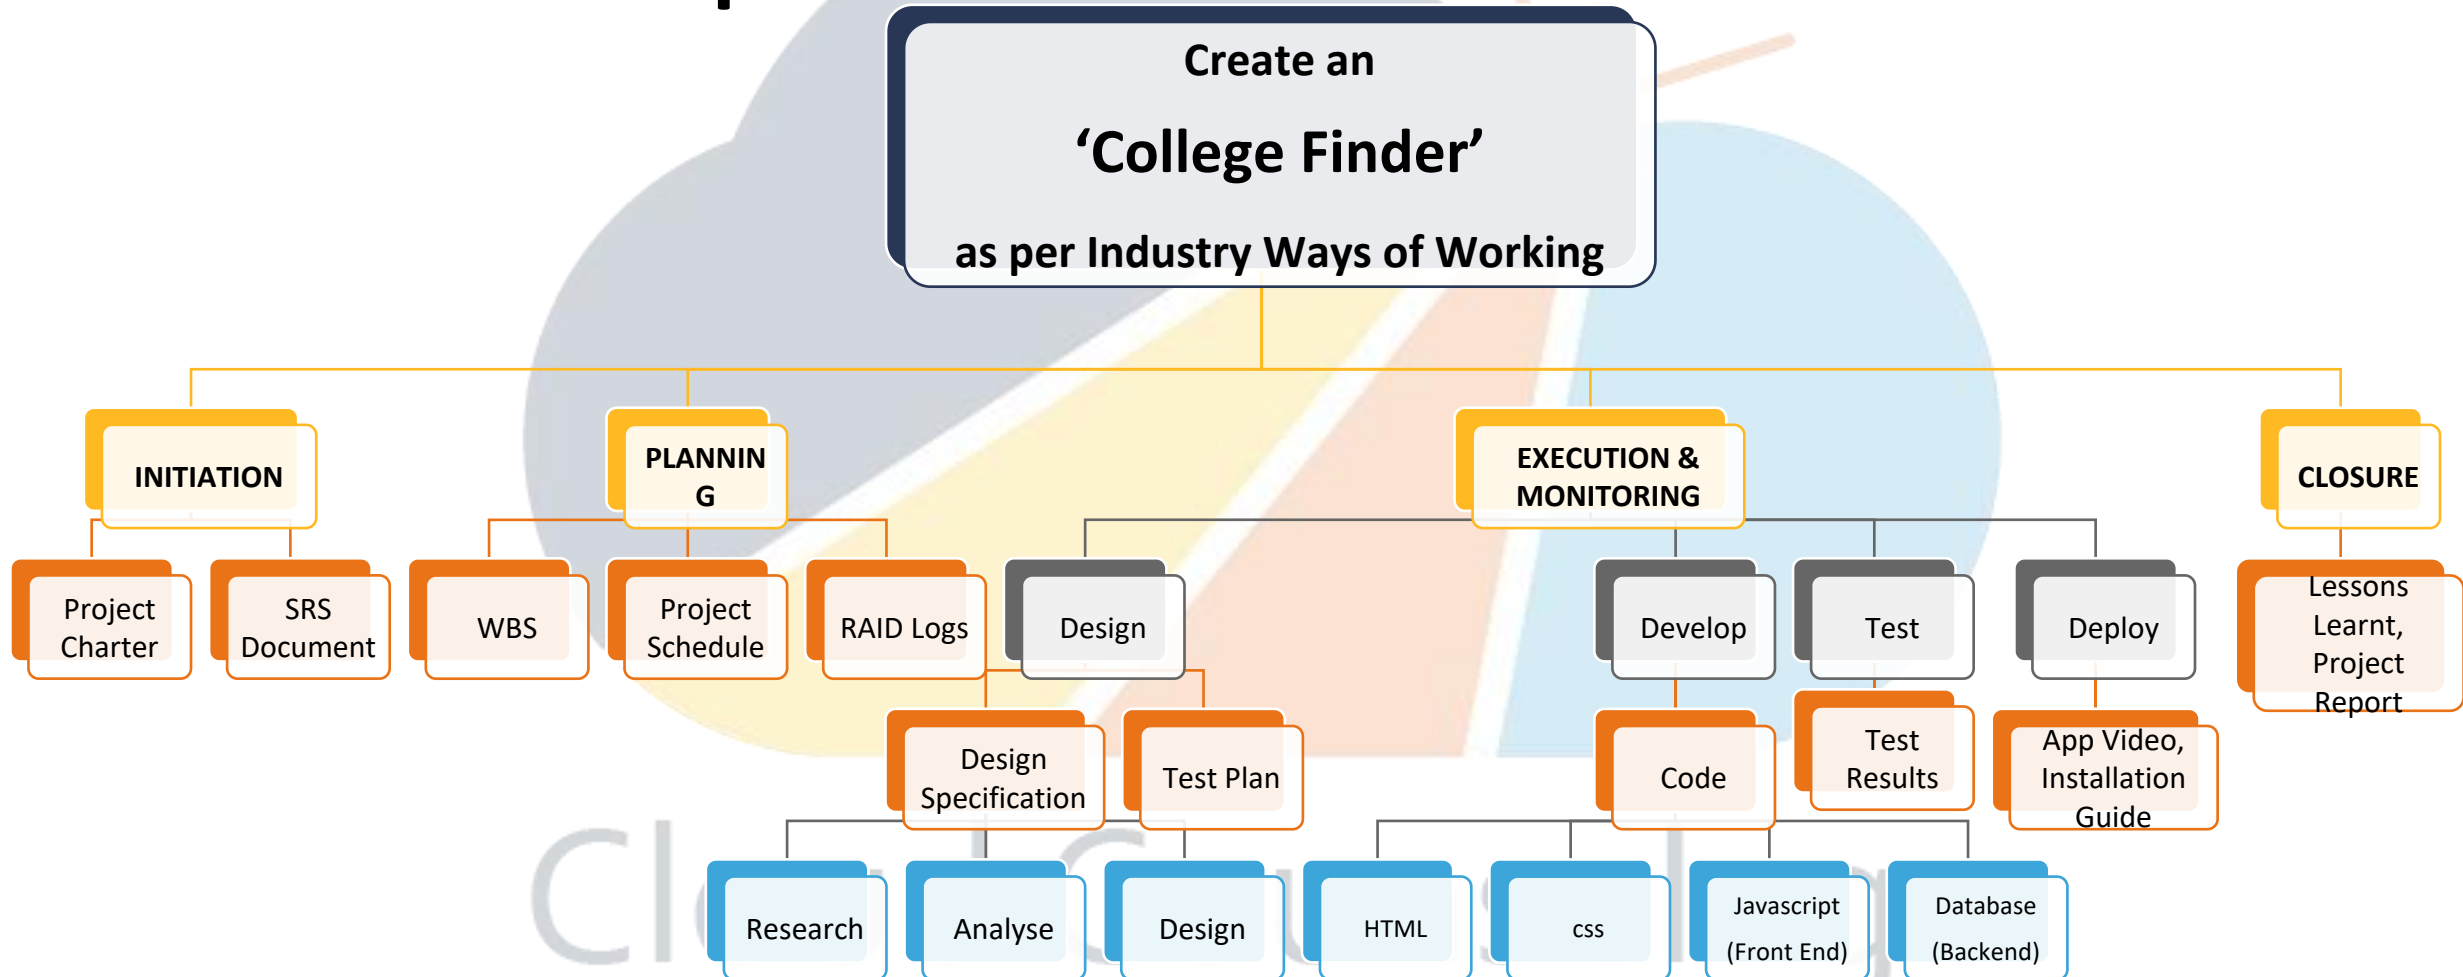 Create an
‘College Finder’
as per Industry Ways of Working
INITIATION
PLANNIN
G
EXECUTION &
MONITORING
CLOSURE
Project
Charter
SRS
Document
WBS
Project
Schedule
RAID Logs
Design
Develop
Test
Deploy
Lessons
Learnt,
Project
Report
Design
Specification
Test Plan
Code
Test
Results
App Video,
Installation
Guide
Research
Analyse
Design
HTML
css
Javascript
(Front End)
Database
(Backend)